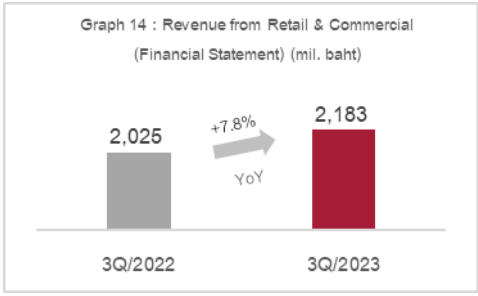 Graph 14 : Revenue from Retail & Commercial
(Financial Statement) (mil. baht)
2,025
+7.8%
YoY
2,183
3Q/2022
3Q/2023